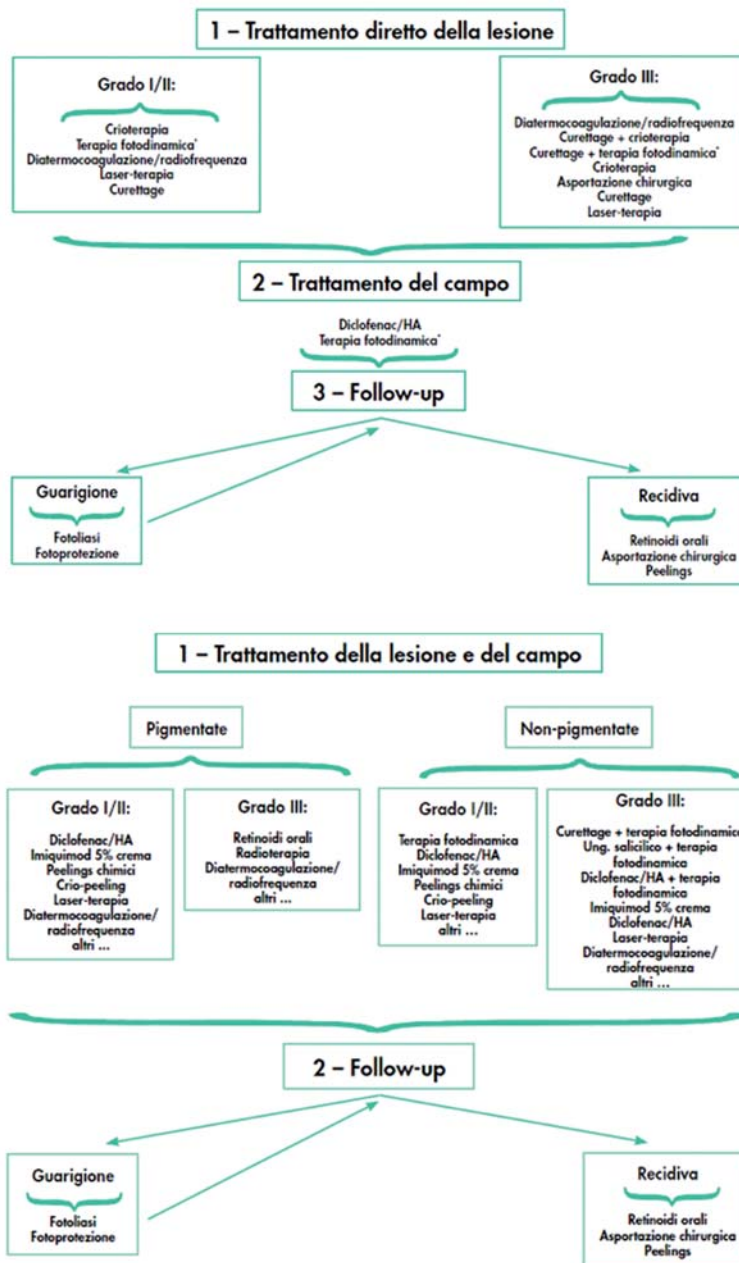 1 – Trattamento diretto della lesione
Grado I/II:
Crioterapia
Terapia fotodinamica*
Diatermocoagulazione/radiofrequenza
Laser-terapia
Curettage
Grado III:
Diatermocoagulazione/radiofrequenza
Curettage + crioterapia
Curettage + terapia fotodinamica*
Crioterapia
Asportazione chirurgica
Curettage
Laser-terapia
2 – Trattamento del campo
Diclofenac/HA
Terapia fotodinamica*
3 – Follow-up
Guarigione
Fotoliasi
Fotoprotezione
Recidiva
Retinoidi orali
Asportazione chirurgica
Peelings
1 – Trattamento della lesione e del campo
Pigmentate
Grado I/II:
Diclofenac/HA
Imiquimod 5% crema
Peelings chimici
Crio-peeling
Laser-terapia
Diatermocoagulazione/
radiofrequenza
altri ...
Grado III:
Retinoidi orali
Radioterapia
Diatermocoagulazione/
radiofrequenza
altri ...
Non-pigmentate
Grado I/II:
Terapia fotodinamica
Diclofenac/HA
Imiquimod 5% crema
Peelings chimici
Crio-peeling
Laser-terapia
altri ...
Grado III:
Curettage + terapia fotodinamica
Ung. salicilico + terapia
fotodinamica
Diclofenac/HA + terapia
fotodinamica
Imiquimod 5% crema
Diclofenac/HA
Laser-terapia
Diatermocoagulazione/
radiofrequenza
altri ...
2 – Follow-up
Guarigione
Fotoliasi
Fotoprotezione
Recidiva
Retinoidi orali
Asportazione chirurgica
Peelings